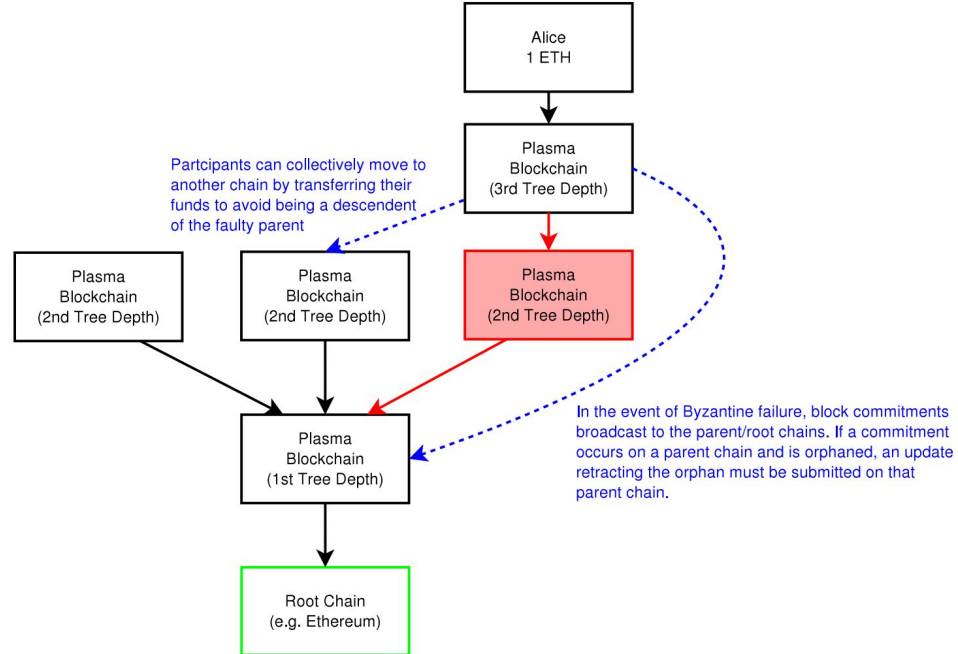 Alice
1 ETH
Plasma
Blockchain
(3rd Tree Depth)
Partcipants can collectively move to
another chain by transferring their
funds to avoid being a descendent
of the faulty parent
Plasma
Blockchain
(2nd Tree Depth)
Plasma
Blockchain
(2nd Tree Depth)
Plasma
Blockchain
(2nd Tree Depth)
In the event of Byzantine failure, block commitments
broadcast to the parent/root chains. If a commitment
occurs on a parent chain and is orphaned, an update
retracting the orphan must be submitted on that
parent chain.
Plasma
Blockchain
(1st Tree Depth)
Root Chain
(e.g. Ethereum)